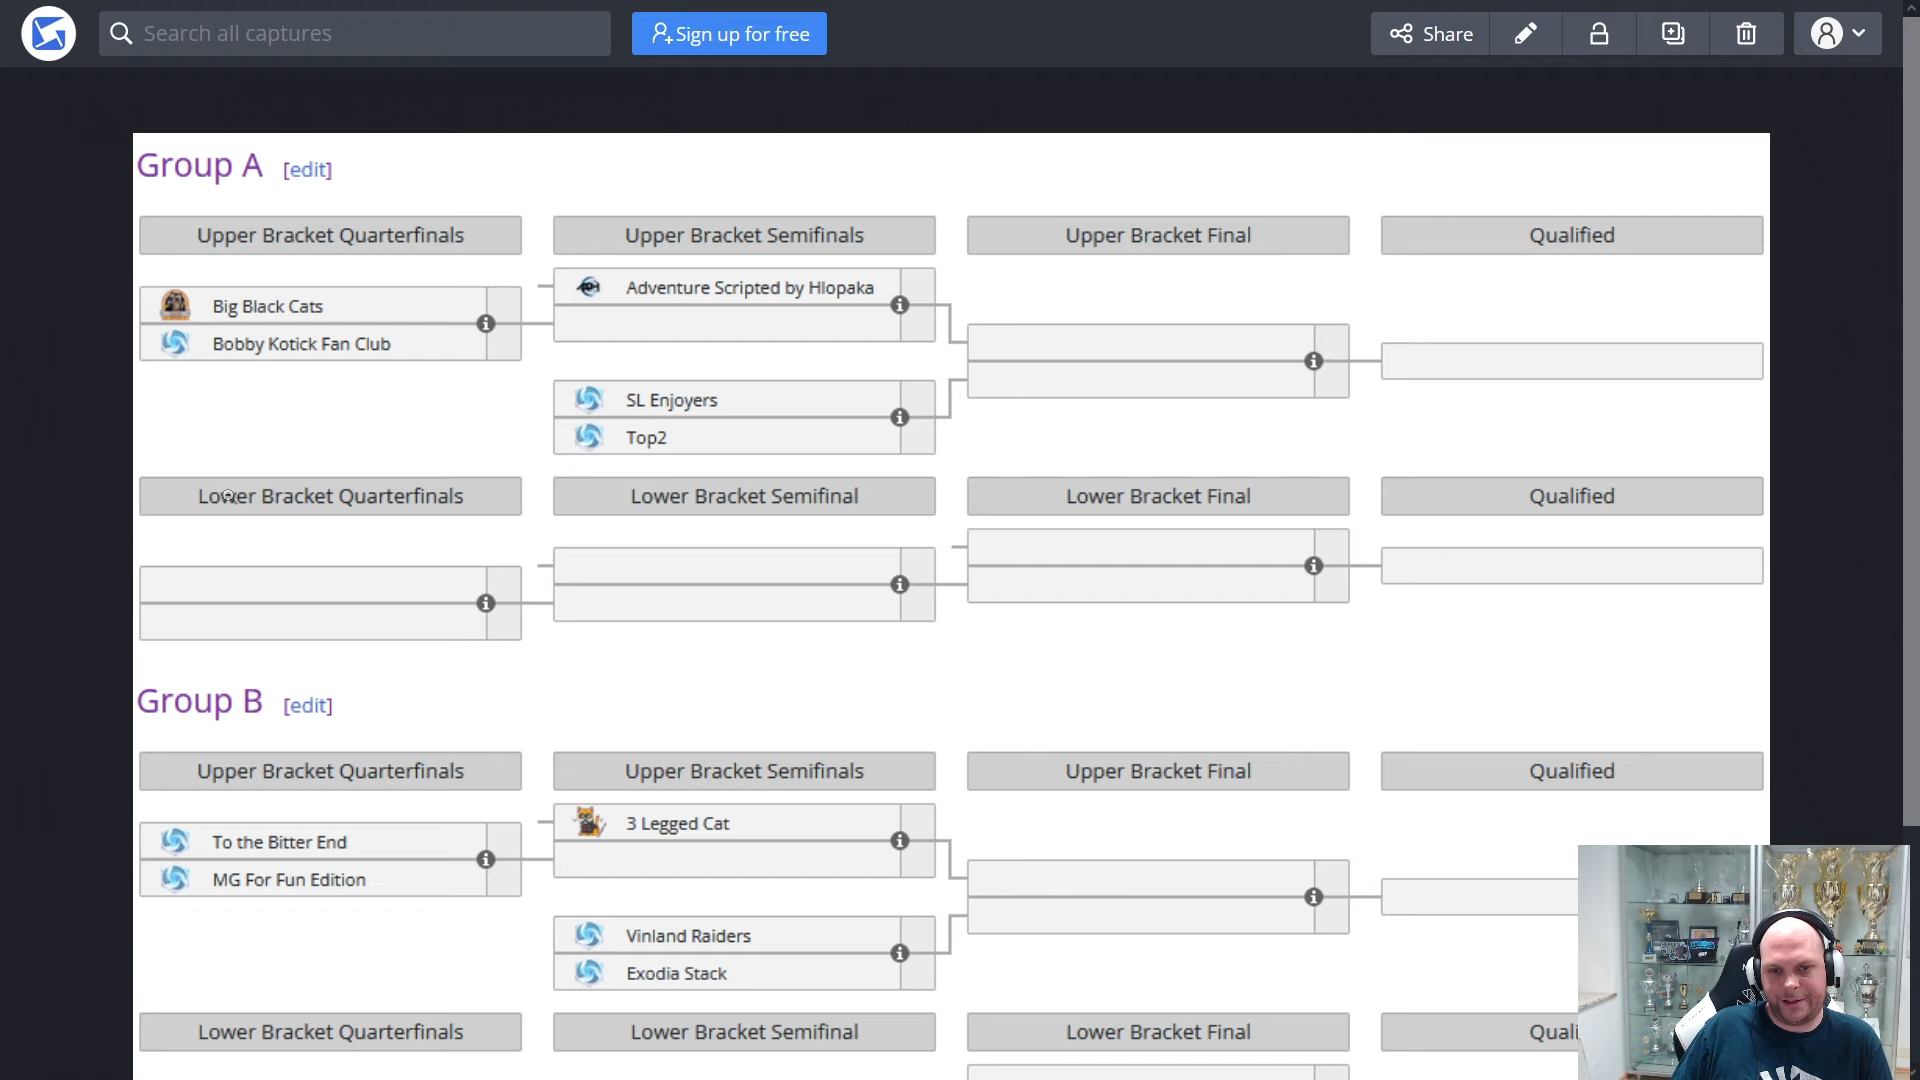 Search all captures
Sign up for free
Share
Group A [edit]
Upper Bracket Quarterfinals
Upper Bracket Semifinals
Upper Bracket Final
Qualified
Big Black Cats
Bobby Kotick Fan Club
Adventure Scripted by Hlopaka
SL Enjoyers
Top2
Lower Bracket Quarterfinals
Lower Bracket Semifinal
Lower Bracket Final
Qualified
Group B [edit]
Upper Bracket Quarterfinals
Upper Bracket Semifinals
Upper Bracket Final
Qualified
To the Bitter End
MG For Fun Edition
3 Legged Cat
Vinland Raiders
Exodia Stack
Lower Bracket Quarterfinals
Lower Bracket Semifinal
Lower Bracket Final
Quali